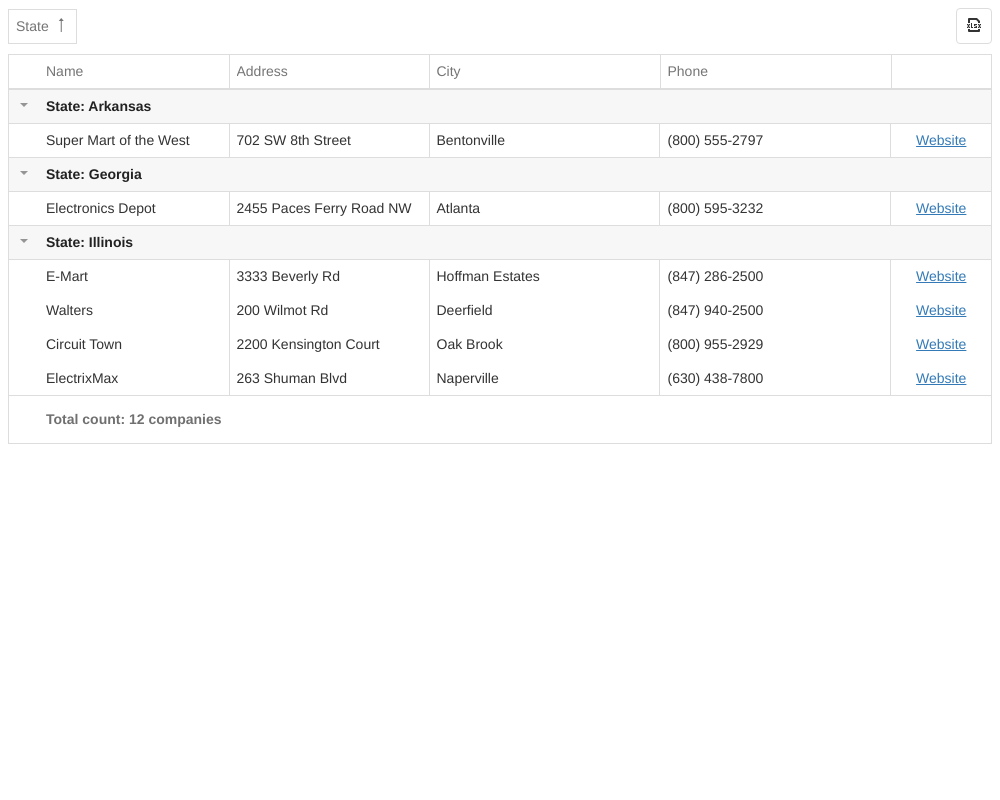 State
xlsx
Name Address City Phone
State: Arkansas
Super Mart of the West 702 SW 8th Street Bentonville (800) 555-2797 Website
State: Georgia
Electronics Depot 2455 Paces Ferry Road NW Atlanta (800) 595-3232 Website
State: Illinois
E-Mart 3333 Beverly Rd Hoffman Estates (847) 286-2500 Website
Walters 200 Wilmot Rd Deerfield (847) 940-2500 Website
Circuit Town 2200 Kensington Court Oak Brook (800) 955-2929 Website
ElectrixMax 263 Shuman Blvd Naperville (630) 438-7800 Website
Total count: 12 companies